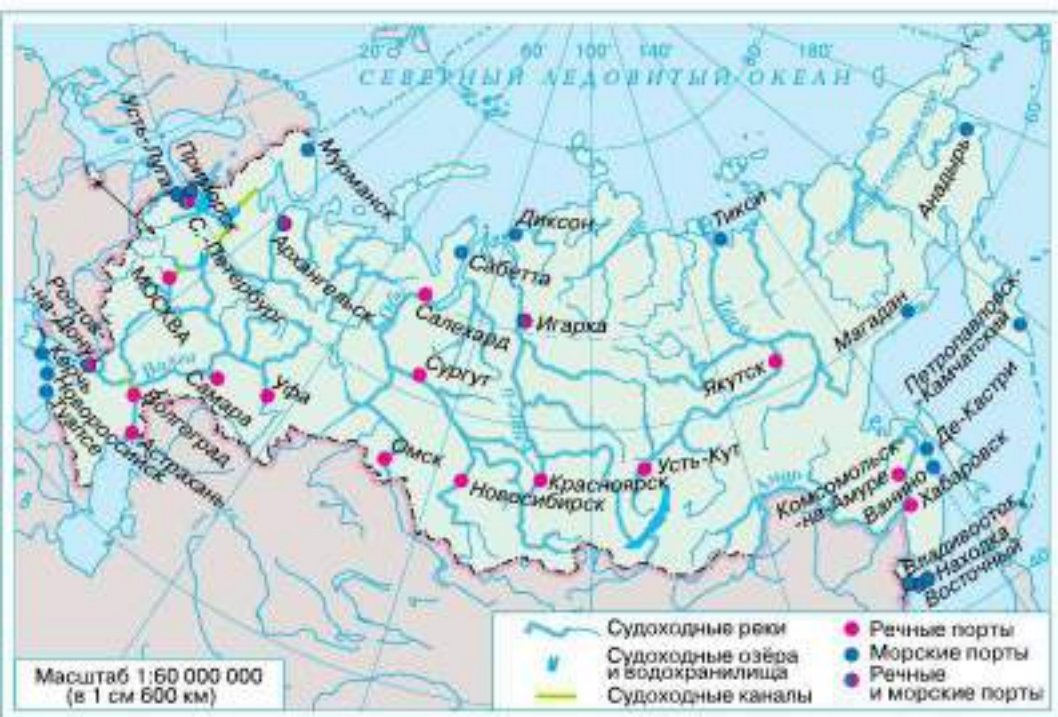 20°
60°
100°
140°
180°
СЕВЕРНЫЙ ЛЕДОВИТЫЙ ОКЕАН
Усть-Луга
Приморск
С.-Петербург
Мурманск
Архангельск
МОСКВА
Ростов-
-на-Дону
Керчь
Новороссийск
Туапсе
Волга
Волгоград
Астрахань
Самара
Уфа
Диксон
Сабетта
Салехард
Игарка
Сургут
Омск
Новосибирск
Красноярск
Усть-Кут
Тикси
Лена
Якутск
Анадырь
Магадан
Петропавловск-
Камчатский
Де-Кастри
Амур
Комсомольск-
-на-Амуре
Ванино
Хабаровск
Владивосток
Находка
Восточный
Масштаб 1:60 000 000
(в 1 см 600 км)
Судоходные реки
Судоходные озёра
и водохранилища
Судоходные каналы
Речные порты
Морские порты
Речные
и морские порты